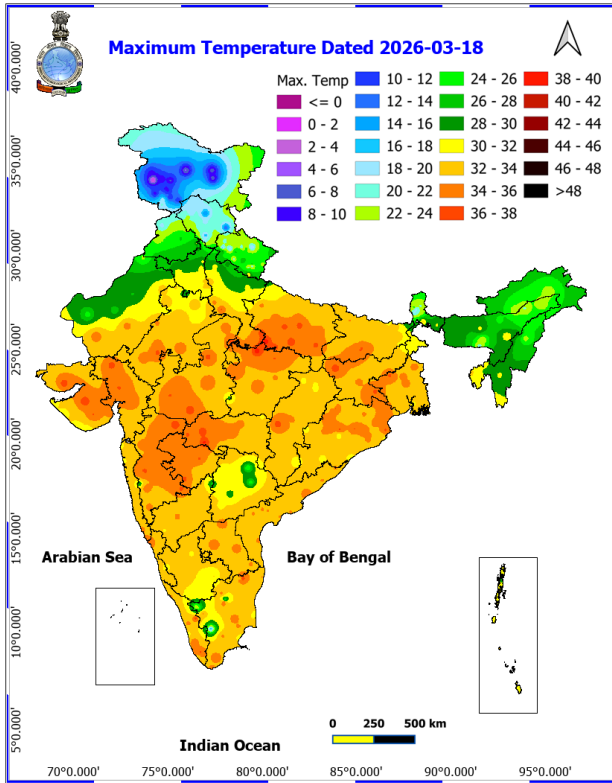 Maximum Temperature Dated 2026-03-18
Max. Temp
<= 0
0 - 2
2 - 4
4 - 6
6 - 8
8 - 10
10 - 12
12 - 14
14 - 16
16 - 18
18 - 20
20 - 22
22 - 24
24 - 26
26 - 28
28 - 30
30 - 32
32 - 34
34 - 36
36 - 38
38 - 40
40 - 42
42 - 44
44 - 46
46 - 48
>48
40°0.000'
35°0.000'
30°0.000'
25°0.000'
20°0.000'
15°0.000'
10°0.000'
5°0.000'
Arabian Sea
Bay of Bengal
0 250 500 km
Indian Ocean
70°0.000' 75°0.000' 80°0.000' 85°0.000' 90°0.000' 95°0.000'